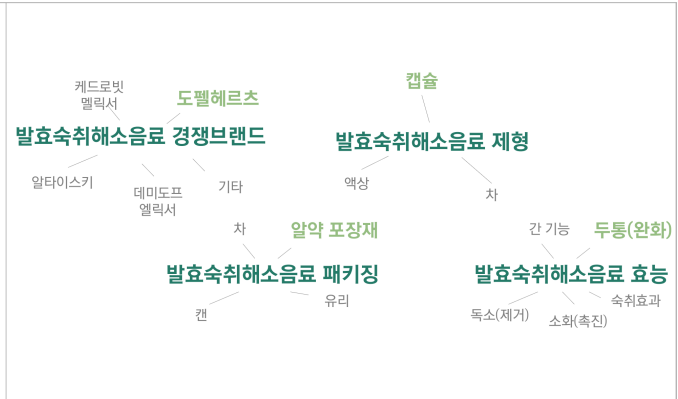 케드로빗
멜릭서
도펠헤르츠
발효숙취해소음료 경쟁브랜드
알타이스키
데미도프
엘릭서
기타
캡슐
발효숙취해소음료 제형
액상
차
차
알약 포장재
발효숙취해소음료 패키징
캔
유리
간 기능
두통(완화)
발효숙취해소음료 효능
독소(제거)
소화(촉진)
숙취효과